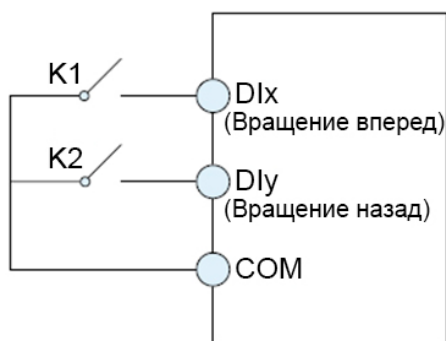 K1
DIx
(Вращение вперед)
K2
DIy
(Вращение назад)
COM